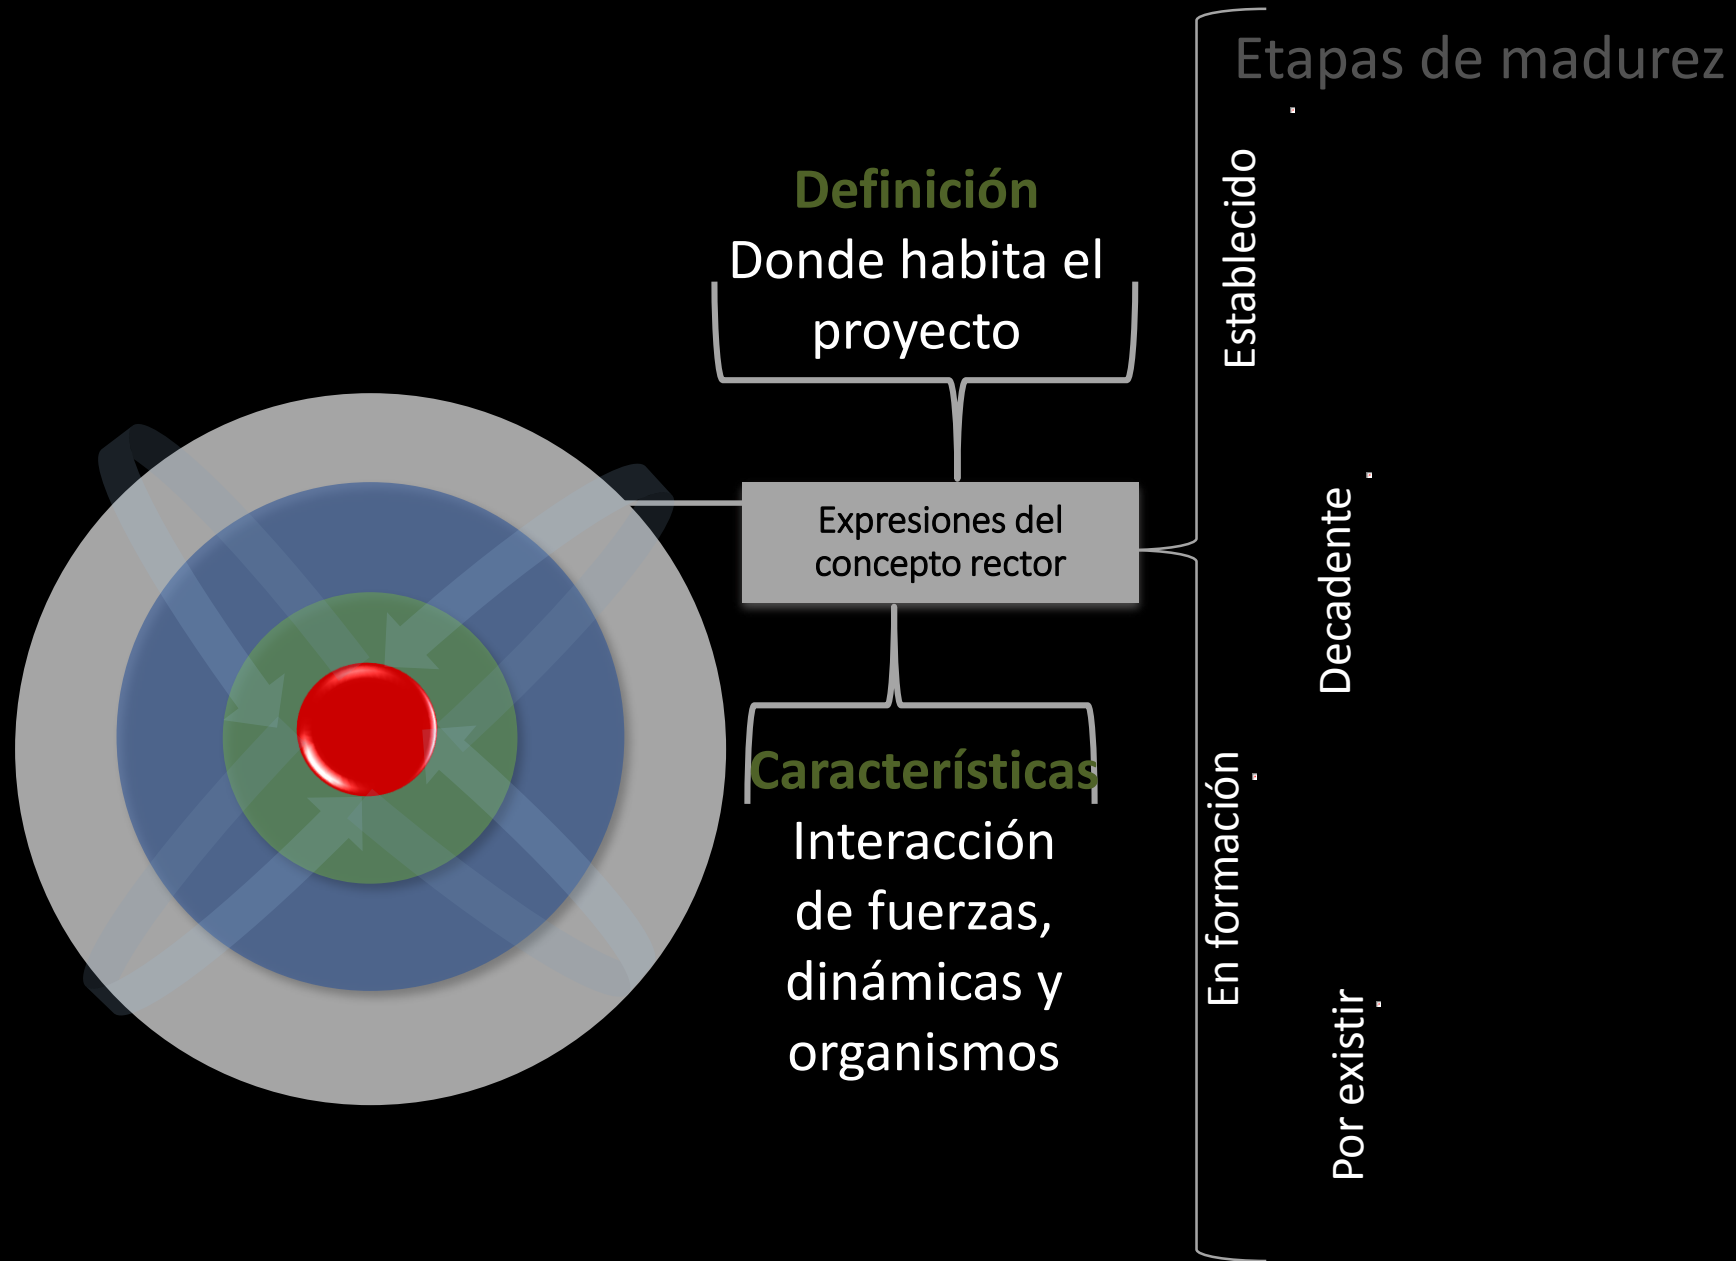 Etapas de madurez
Definición
Donde habita el
proyecto
Establecido
Expresiones del
concepto rector
Decadente
Características
Interacción
de fuerzas,
dinámicas y
organismos
En formación
Por existir